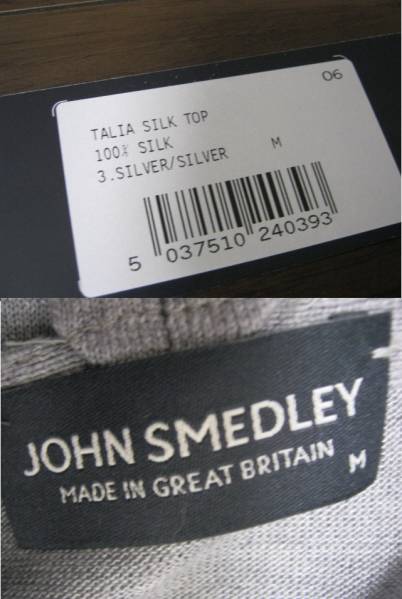 06
TALIA SILK TOP
100% SILK
3.SILVER/SILVER M
5 037510 240393
JOHN SMEDLEY
MADE IN GREAT BRITAIN M